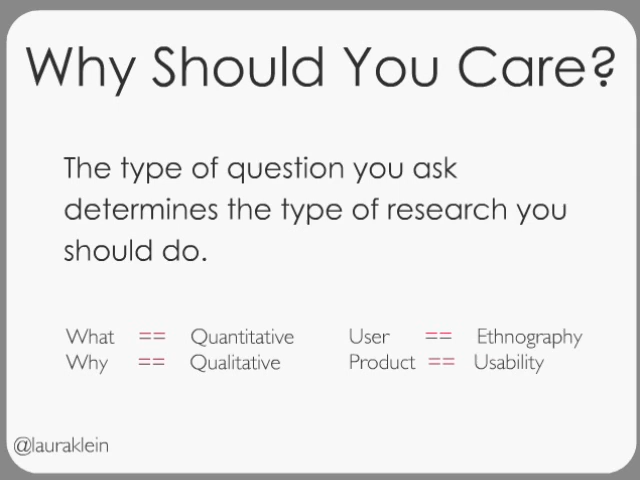 Why Should You Care?
The type of question you ask
determines the type of research you
should do.
What == Quantitative User == Ethnography
Why == Qualitative Product == Usability
@lauraklein